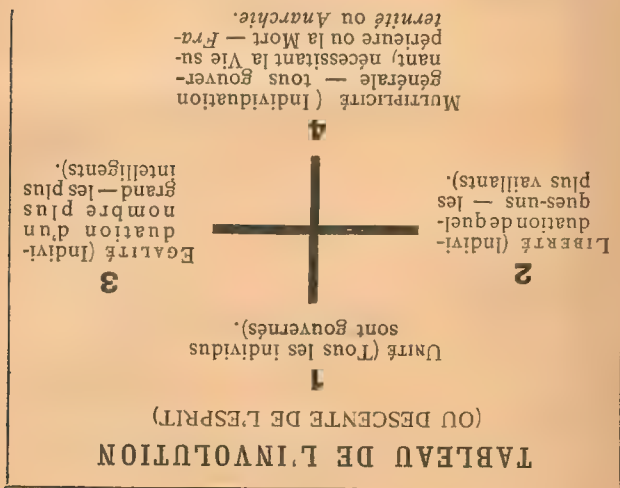 TABLEAU DE L'INVOLUTION
(OU DESCENTE DE L'ESPRIT)
1
UNITÉ (Tous les individus
sont gouvernés).
2
LIBERTÉ (Indivi-
duation de quel-
ques-uns — les
plus vaillants).
3
EGALITÉ (Indivi-
duation d'un
nombre plus
grand — les plus
intelligents).
4
MULTIPLICITÉ (Individuation
générale — tous gouver-
nant, nécessitant la Vie su-
périeure ou la Mort — Fra-
ternité ou Anarchie.